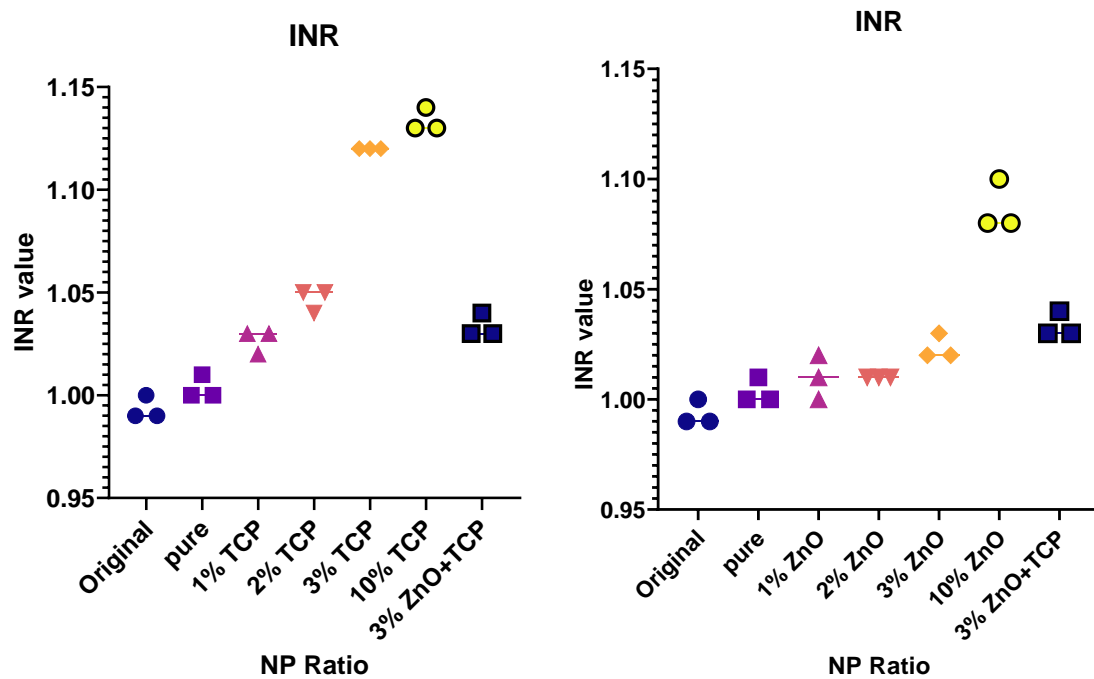 INR
INR value
1.15
1.10
1.05
1.00
0.95
Original
pure
1% TCP
2% TCP
3% TCP
10% TCP
3% ZnO+TCP
NP Ratio
INR
INR value
1.15
1.10
1.05
1.00
0.95
Original
pure
1% ZnO
2% ZnO
3% ZnO
10% ZnO
3% ZnO+TCP
NP Ratio